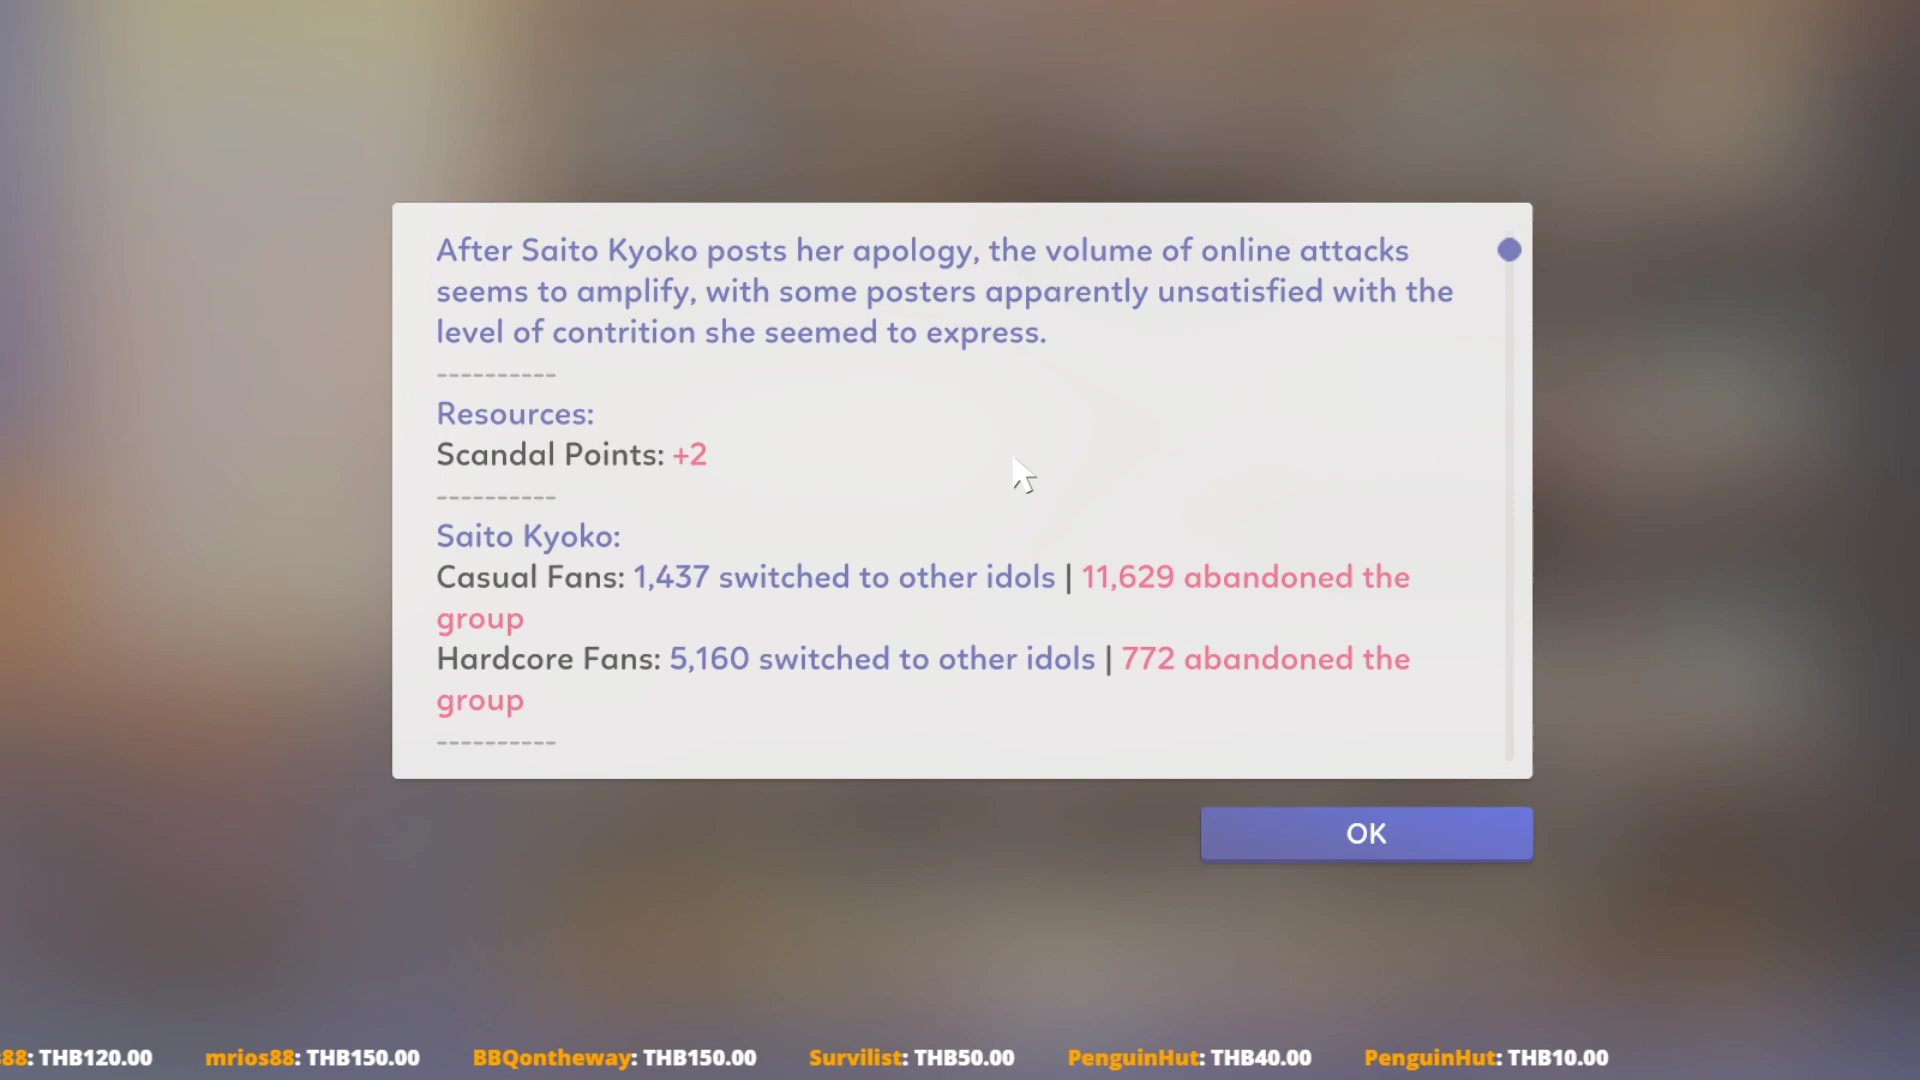 After Saito Kyoko posts her apology, the volume of online attacks
seems to amplify, with some posters apparently unsatisfied with the
level of contrition she seemed to express.
----------
Resources:
Scandal Points: +2
----------
Saito Kyoko:
Casual Fans: 1,437 switched to other idols | 11,629 abandoned the
group
Hardcore Fans: 5,160 switched to other idols | 772 abandoned the
group
----------
OK
88: THB120.00 mrios88: THB150.00 BBQontheway: THB150.00 Survilist: THB50.00 PenguinHut: THB40.00 PenguinHut: THB10.00